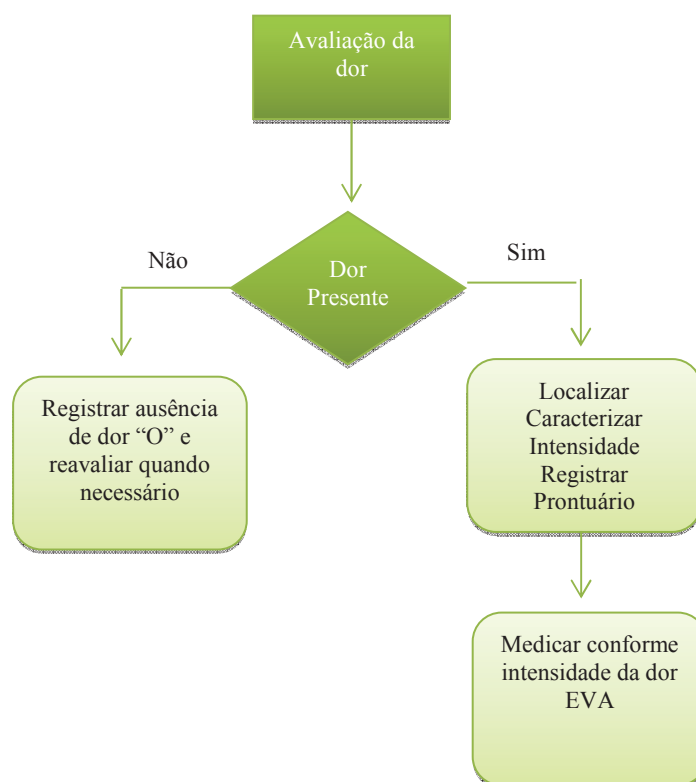 Avaliação da
dor
Não
Sim
Dor
Presente
Registrar ausência
de dor “O” e
reavaliar quando
necessário
Localizar
Caracterizar
Intensidade
Registrar
Prontuário
Medicar conforme
intensidade da dor
EVA